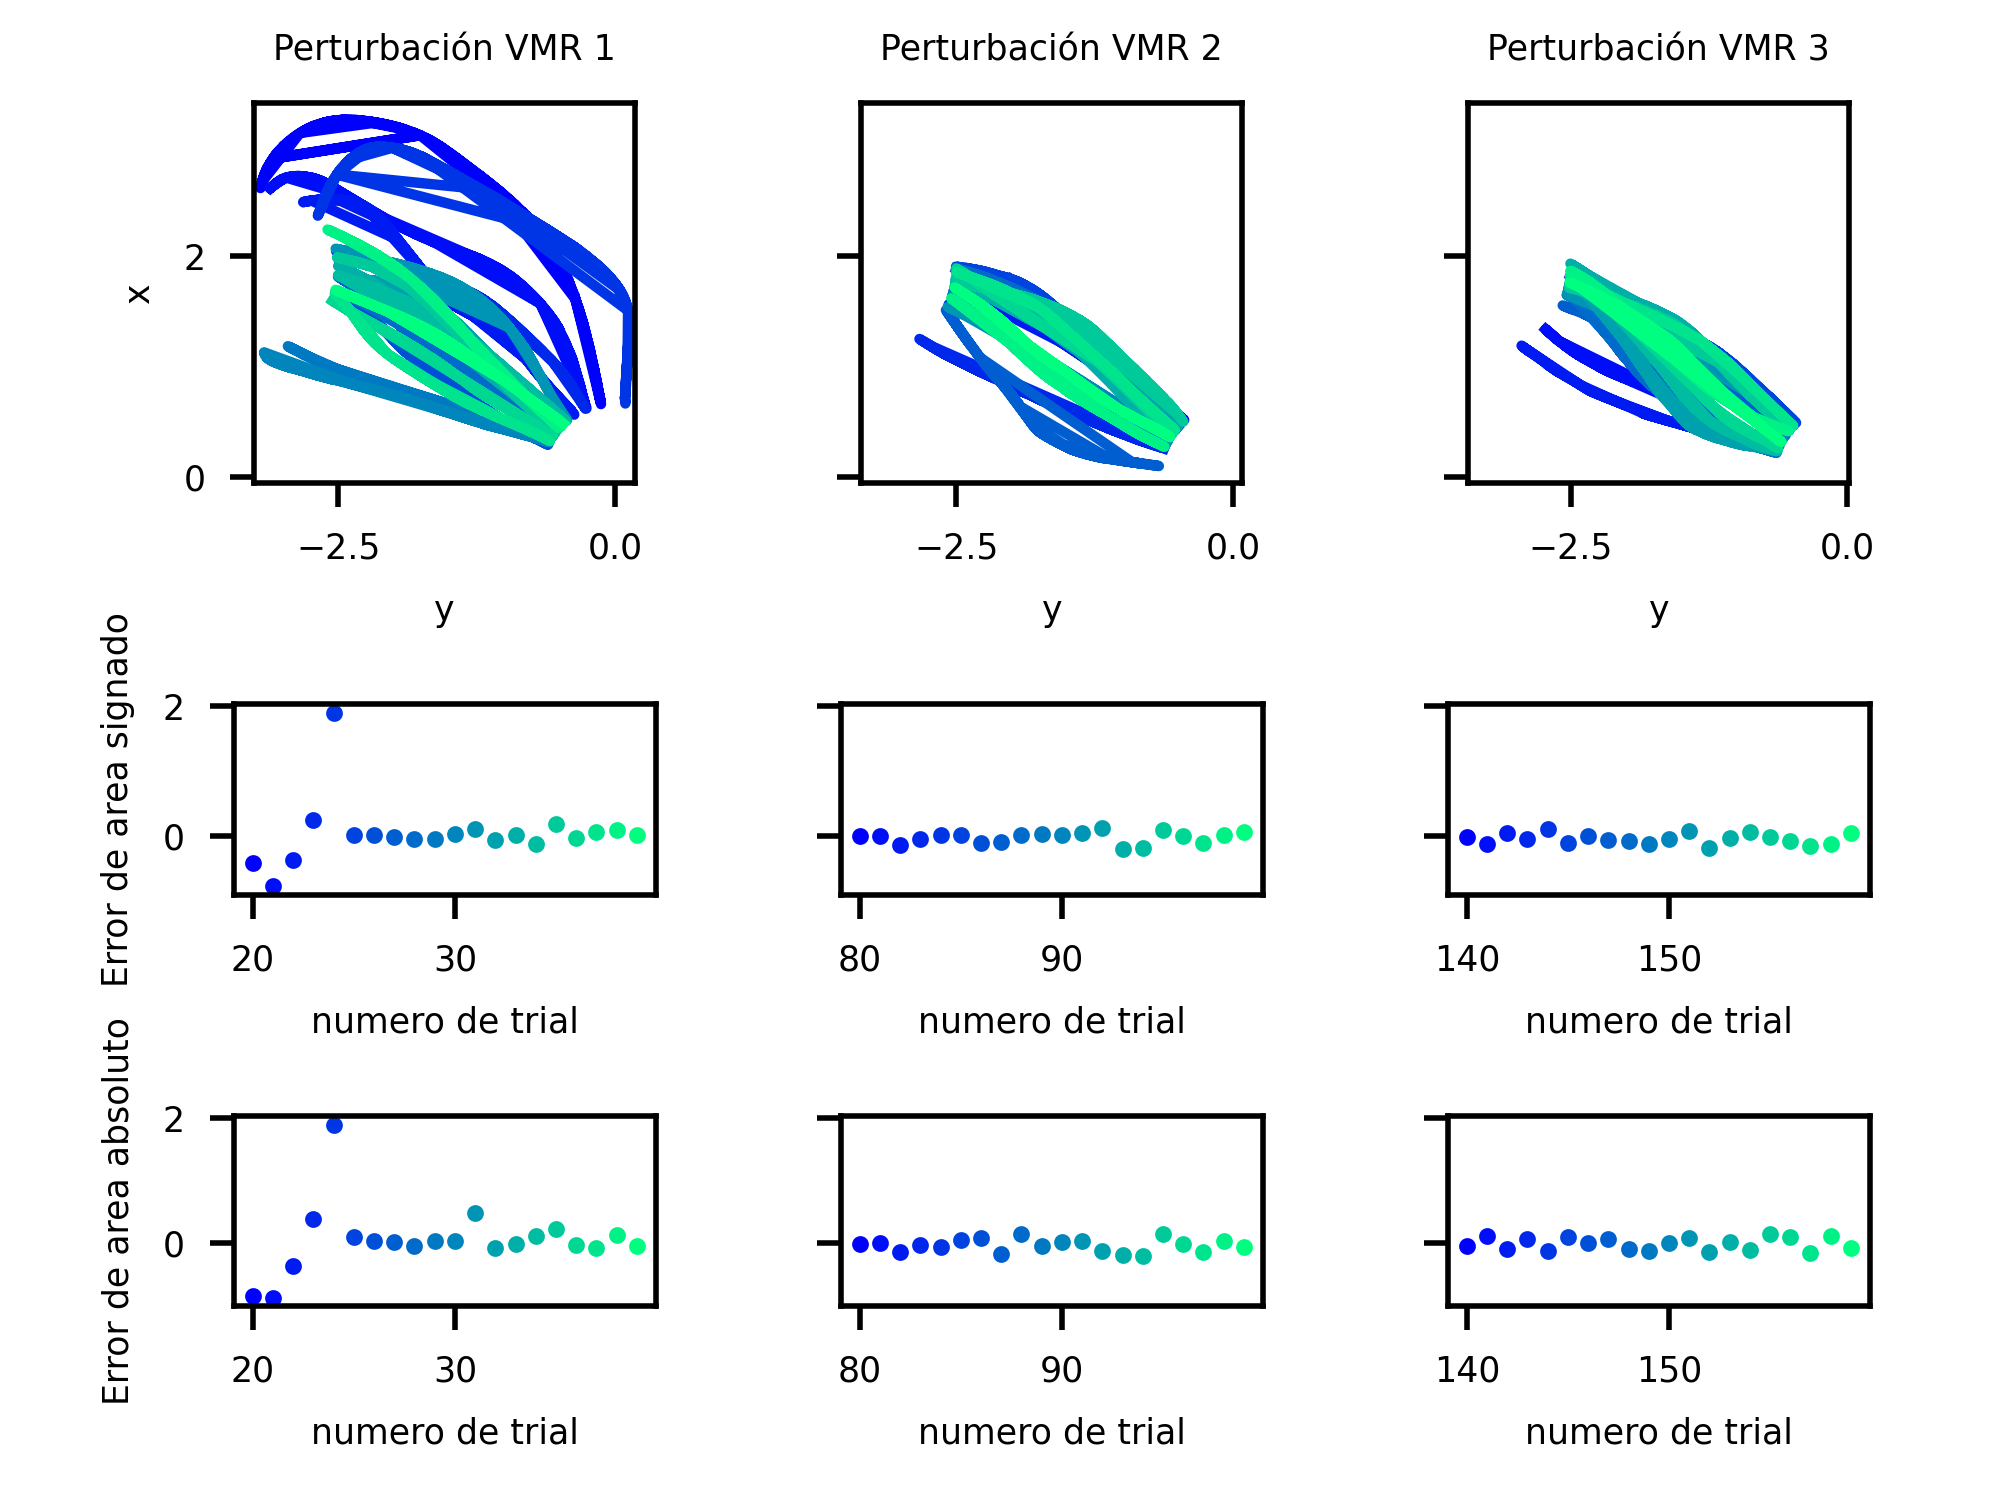 Perturbación VMR 1
Perturbación VMR 2
Perturbación VMR 3
x
2
0
−2.5
0.0
−2.5
0.0
−2.5
0.0
y
y
y
Error de area signado
2
0
20
30
80
90
140
150
numero de trial
numero de trial
numero de trial
Error de area absoluto
2
0
20
30
80
90
140
150
numero de trial
numero de trial
numero de trial